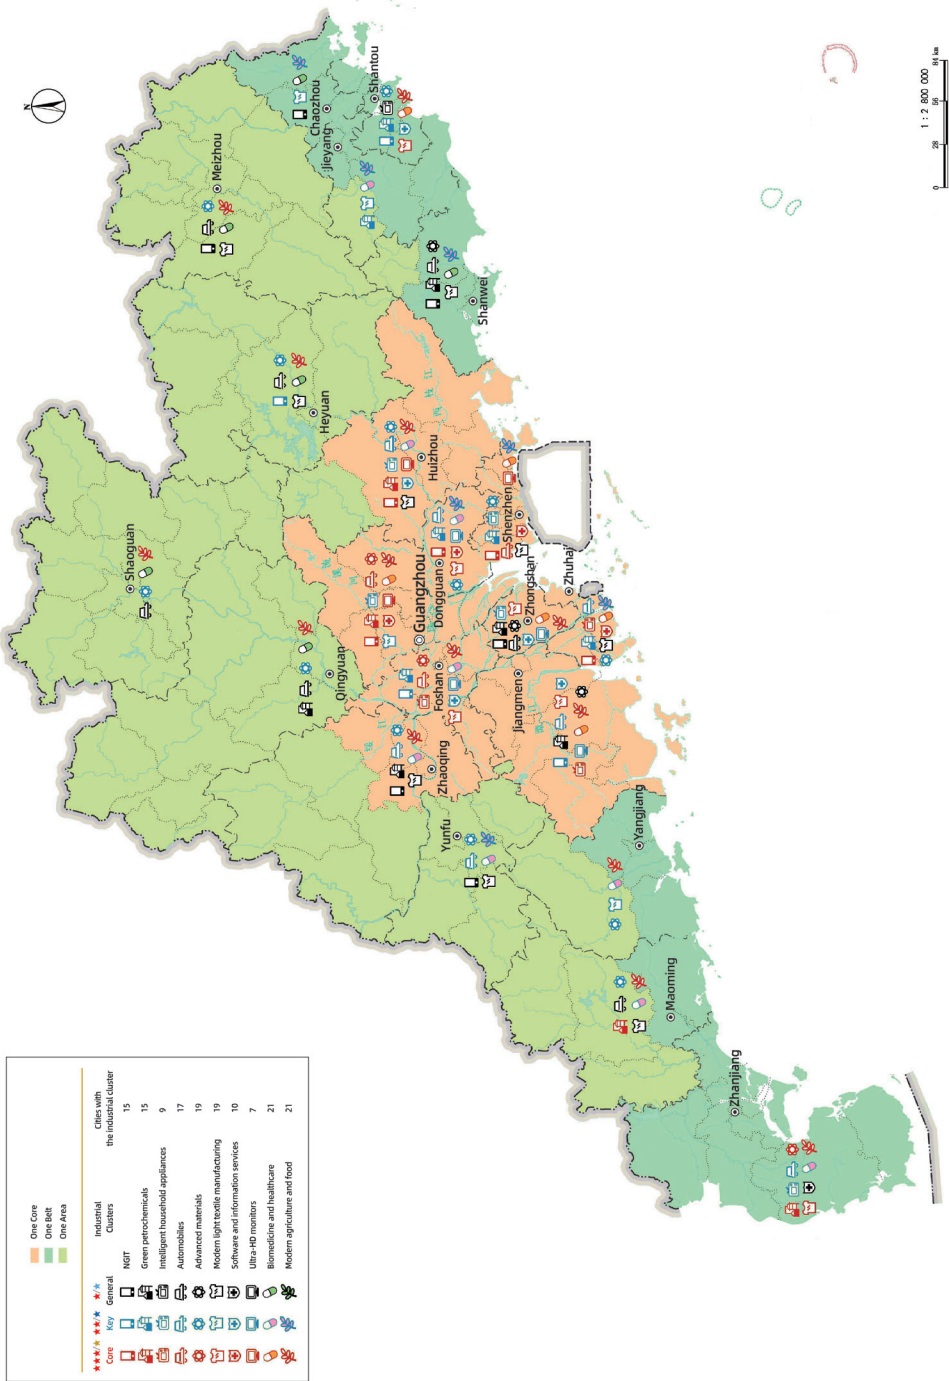 One Core
One Belt
One Area
★★★/★ ★★/★ ★/★
Core Key General
Industrial Clusters
Cities with the industrial cluster
NGIT 15
Green petrochemicals 15
Intelligent household appliances 9
Automobiles 17
Advanced materials 19
Modern light textile manufacturing 19
Software and information services 10
Ultra-HD monitors 7
Biomedicine and healthcare 21
Modern agriculture and food 21
N
Shaoguan
Meizhou
Chaozhou
Jieyang
Shantou
Heyuan
Qingyuan
Shanwei
Huizhou
Guangzhou
Dongguan
Foshan
Zhaoqing
Yunfu
Shenzhen
Zhongshan
Zhuhai
Jiangmen
Yangjiang
Maoming
Zhanjiang
1 : 2 800 000
0 28 56 84 km